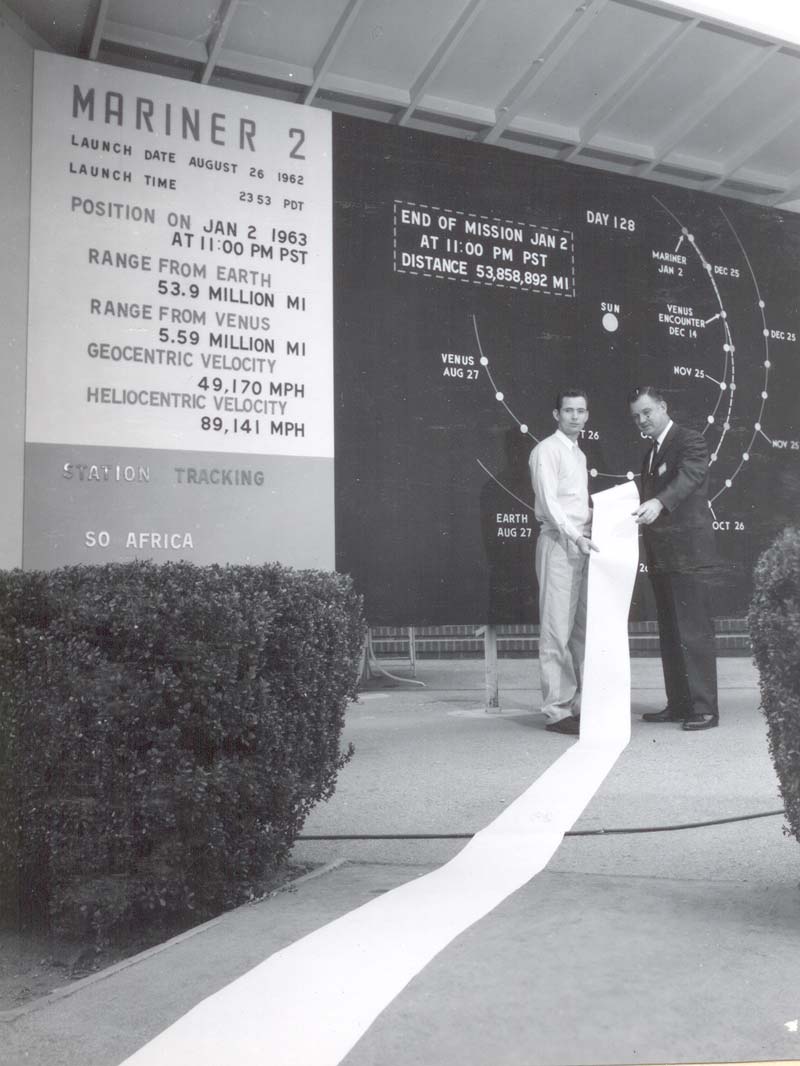 MARINER 2
LAUNCH DATE AUGUST 26 1962
LAUNCH TIME 23 53 PDT
POSITION ON JAN 2 1963
AT 11:00 PM PST
RANGE FROM EARTH
53.9 MILLION MI
RANGE FROM VENUS
5.59 MILLION MI
GEOCENTRIC VELOCITY
49,170 MPH
HELIOCENTRIC VELOCITY
89,141 MPH
STATION TRACKING
SO AFRICA
END OF MISSION JAN 2
AT 11:00 PM PST
DISTANCE 53,858,892 MI
DAY 128
SUN
MARINER
JAN 2
DEC 25
VENUS
ENCOUNTER
DEC 14
DEC 25
NOV 25
NOV 25
VENUS
AUG 27
26
OCT 26
EARTH
AUG 27